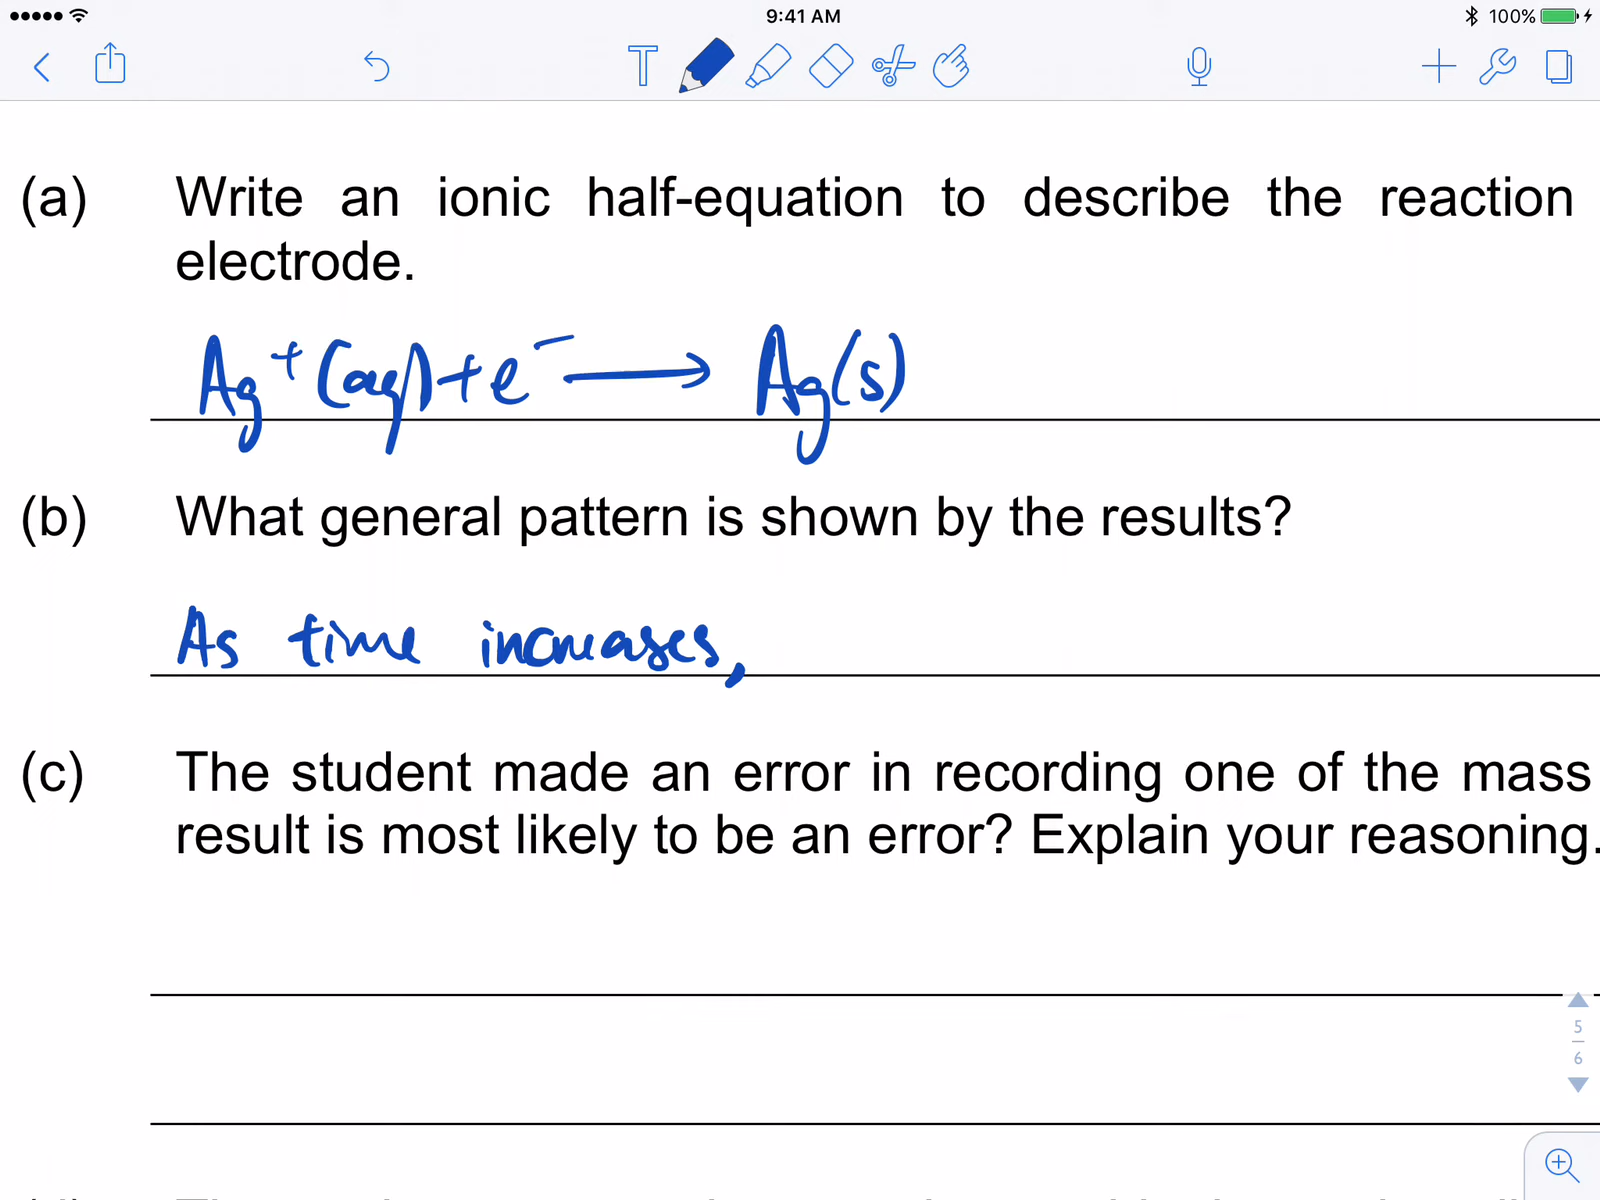 9:41 AM
100%
T
(a) Write an ionic half-equation to describe the reaction
electrode.
Ag⁺(aq) + e⁻ ⟶ Ag(s)
(b) What general pattern is shown by the results?
As time increases,
(c) The student made an error in recording one of the mass
result is most likely to be an error? Explain your reasoning.
5
6